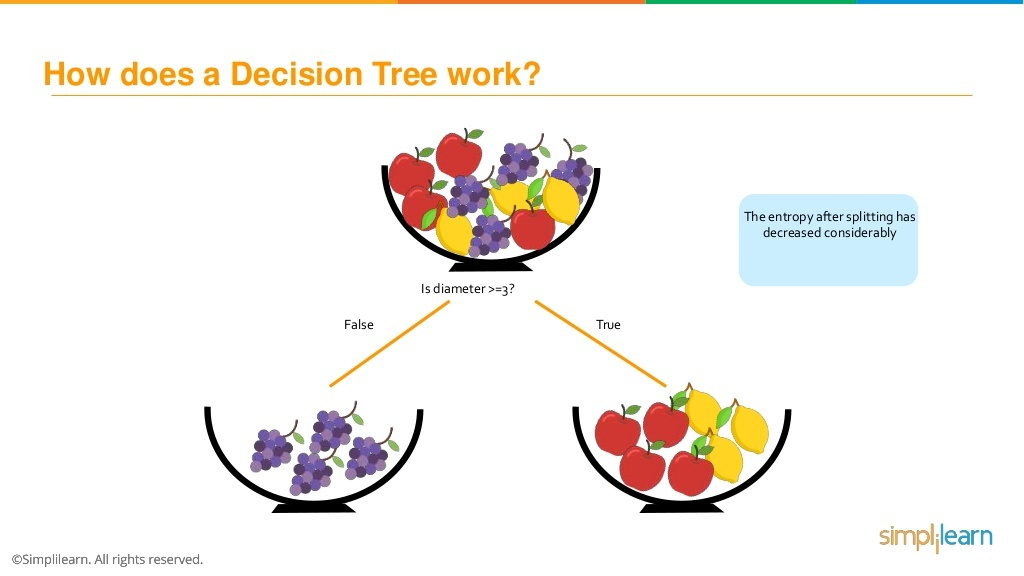 How does a Decision Tree work?
The entropy after splitting has
decreased considerably
Is diameter >=3?
False
True
simplilearn
©Simplilearn. All rights reserved.